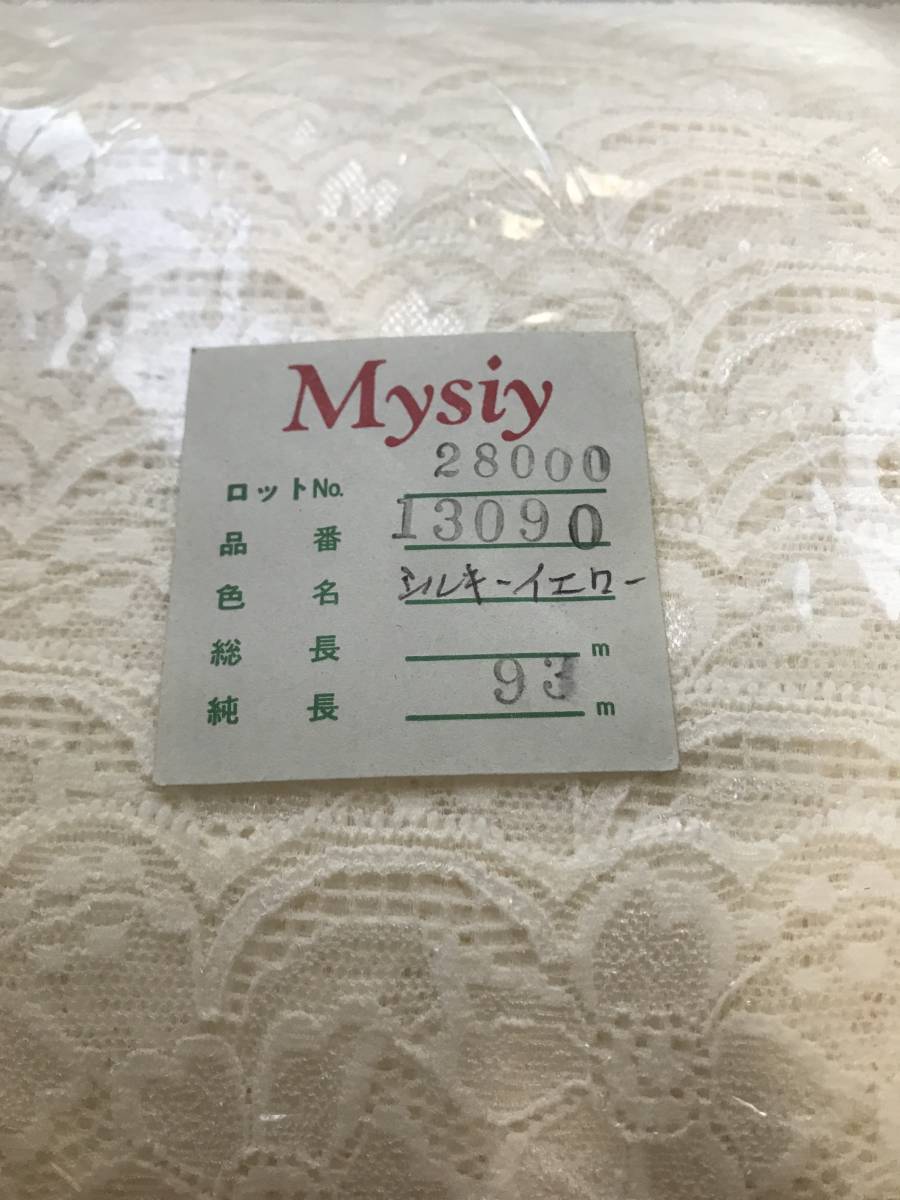 Mysiy
ロットNo. 28000
品番 13090
色名 シルキーイエロー
総長 m
純長 93 m